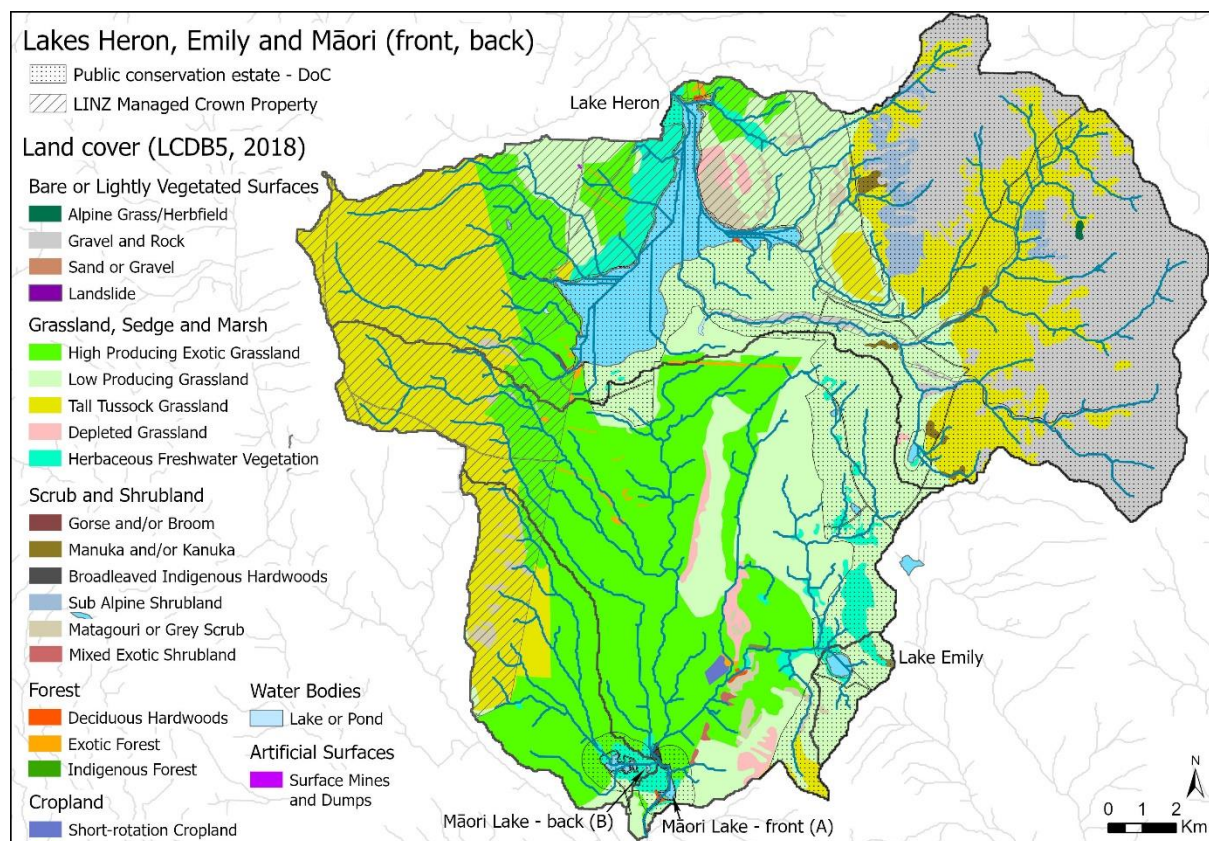 Lakes Heron, Emily and Māori (front, back)
Public conservation estate - DoC
LINZ Managed Crown Property
Land cover (LCDB5, 2018)
Bare or Lightly Vegetated Surfaces
Alpine Grass/Herbfield
Gravel and Rock
Sand or Gravel
Landslide
Grassland, Sedge and Marsh
High Producing Exotic Grassland
Low Producing Grassland
Tall Tussock Grassland
Depleted Grassland
Herbaceous Freshwater Vegetation
Scrub and Shrubland
Gorse and/or Broom
Manuka and/or Kanuka
Broadleaved Indigenous Hardwoods
Sub Alpine Shrubland
Matagouri or Grey Scrub
Mixed Exotic Shrubland
Forest
Deciduous Hardwoods
Exotic Forest
Indigenous Forest
Cropland
Short-rotation Cropland
Water Bodies
Lake or Pond
Artificial Surfaces
Surface Mines
and Dumps
Lake Heron
Lake Emily
Māori Lake - back (B)
Māori Lake - front (A)
N
0 1 2
Km